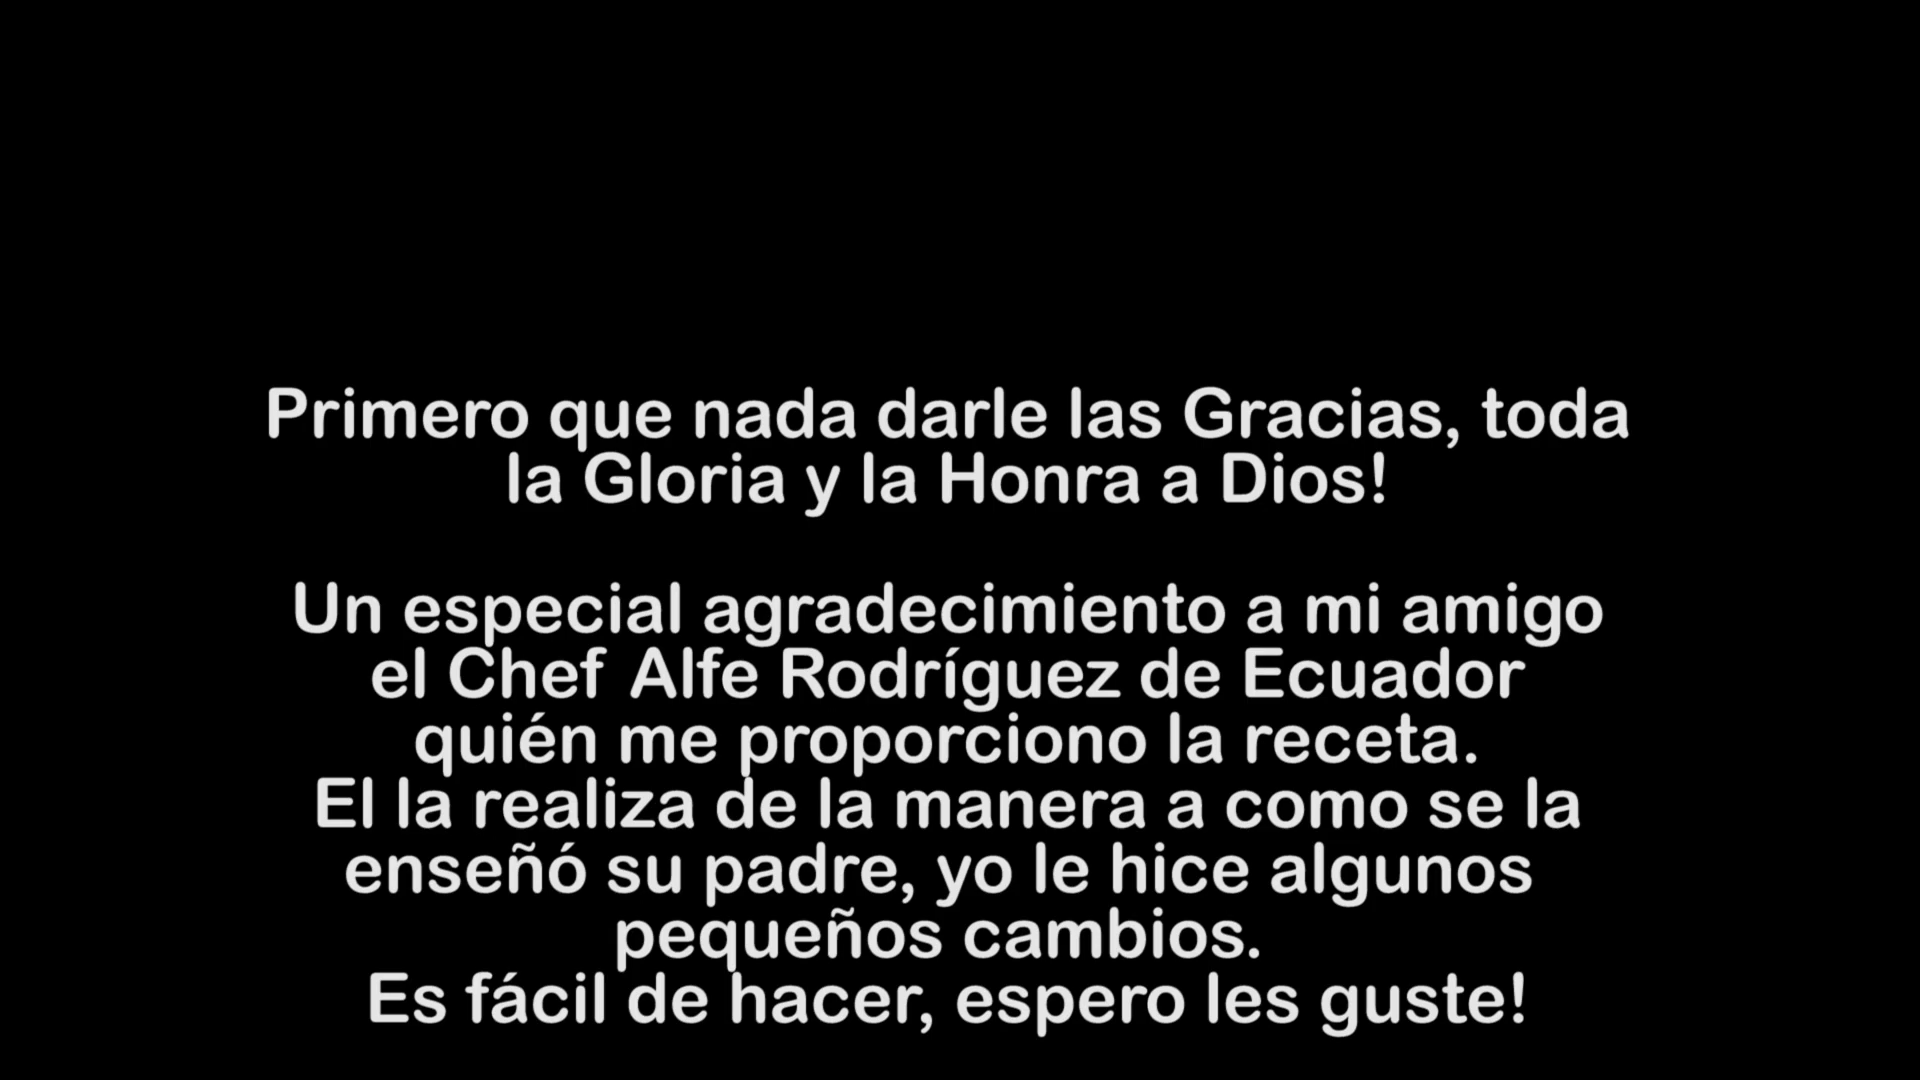 Primero que nada darle las Gracias, toda
la Gloria y la Honra a Dios!
Un especial agradecimiento a mi amigo
el Chef Alfe Rodríguez de Ecuador
quién me proporciono la receta.
El la realiza de la manera a como se la
enseñó su padre, yo le hice algunos
pequeños cambios.
Es fácil de hacer, espero les guste!